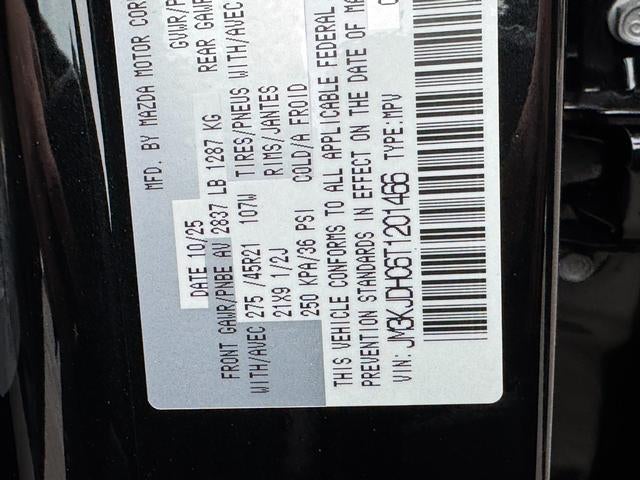 MFD. BY MAZDA MOTOR COR
DATE 10/25 GVWR/P
FRONT GAWR/PNBE AV 2837 LB 1287 KG REAR GAWR
WITH/AVEC 275 /45R21 107W TIRES/PNEUS WITH/AVEC
21X9 1/2J RIMS/JANTES
250 KPA/36 PSI COLD/A FROID
THIS VEHICLE CONFORMS TO ALL APPLICABLE FEDERAL
PREVENTION STANDARDS IN EFFECT ON THE DATE OF
VIN: JM3KJDHC6T1201466 TYPE:MPV